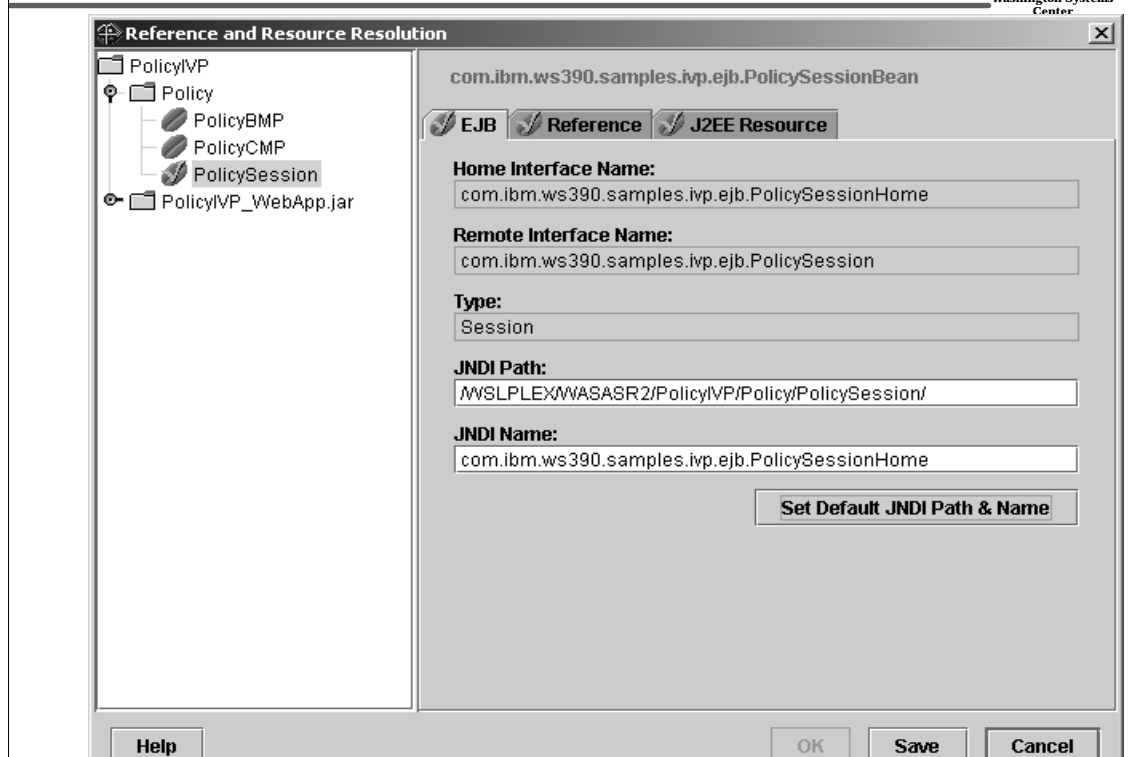 Washington Systems
Center
Reference and Resource Resolution
PolicyIVP
Policy
PolicyBMP
PolicyCMP
PolicySession
PolicyIVP_WebApp.jar
com.ibm.ws390.samples.ivp.ejb.PolicySessionBean
EJB Reference J2EE Resource
Home Interface Name:
com.ibm.ws390.samples.ivp.ejb.PolicySessionHome
Remote Interface Name:
com.ibm.ws390.samples.ivp.ejb.PolicySession
Type:
Session
JNDI Path:
/WSLPLEX/WASASR2/PolicyIVP/Policy/PolicySession/
JNDI Name:
com.ibm.ws390.samples.ivp.ejb.PolicySessionHome
Set Default JNDI Path & Name
Help OK Save Cancel